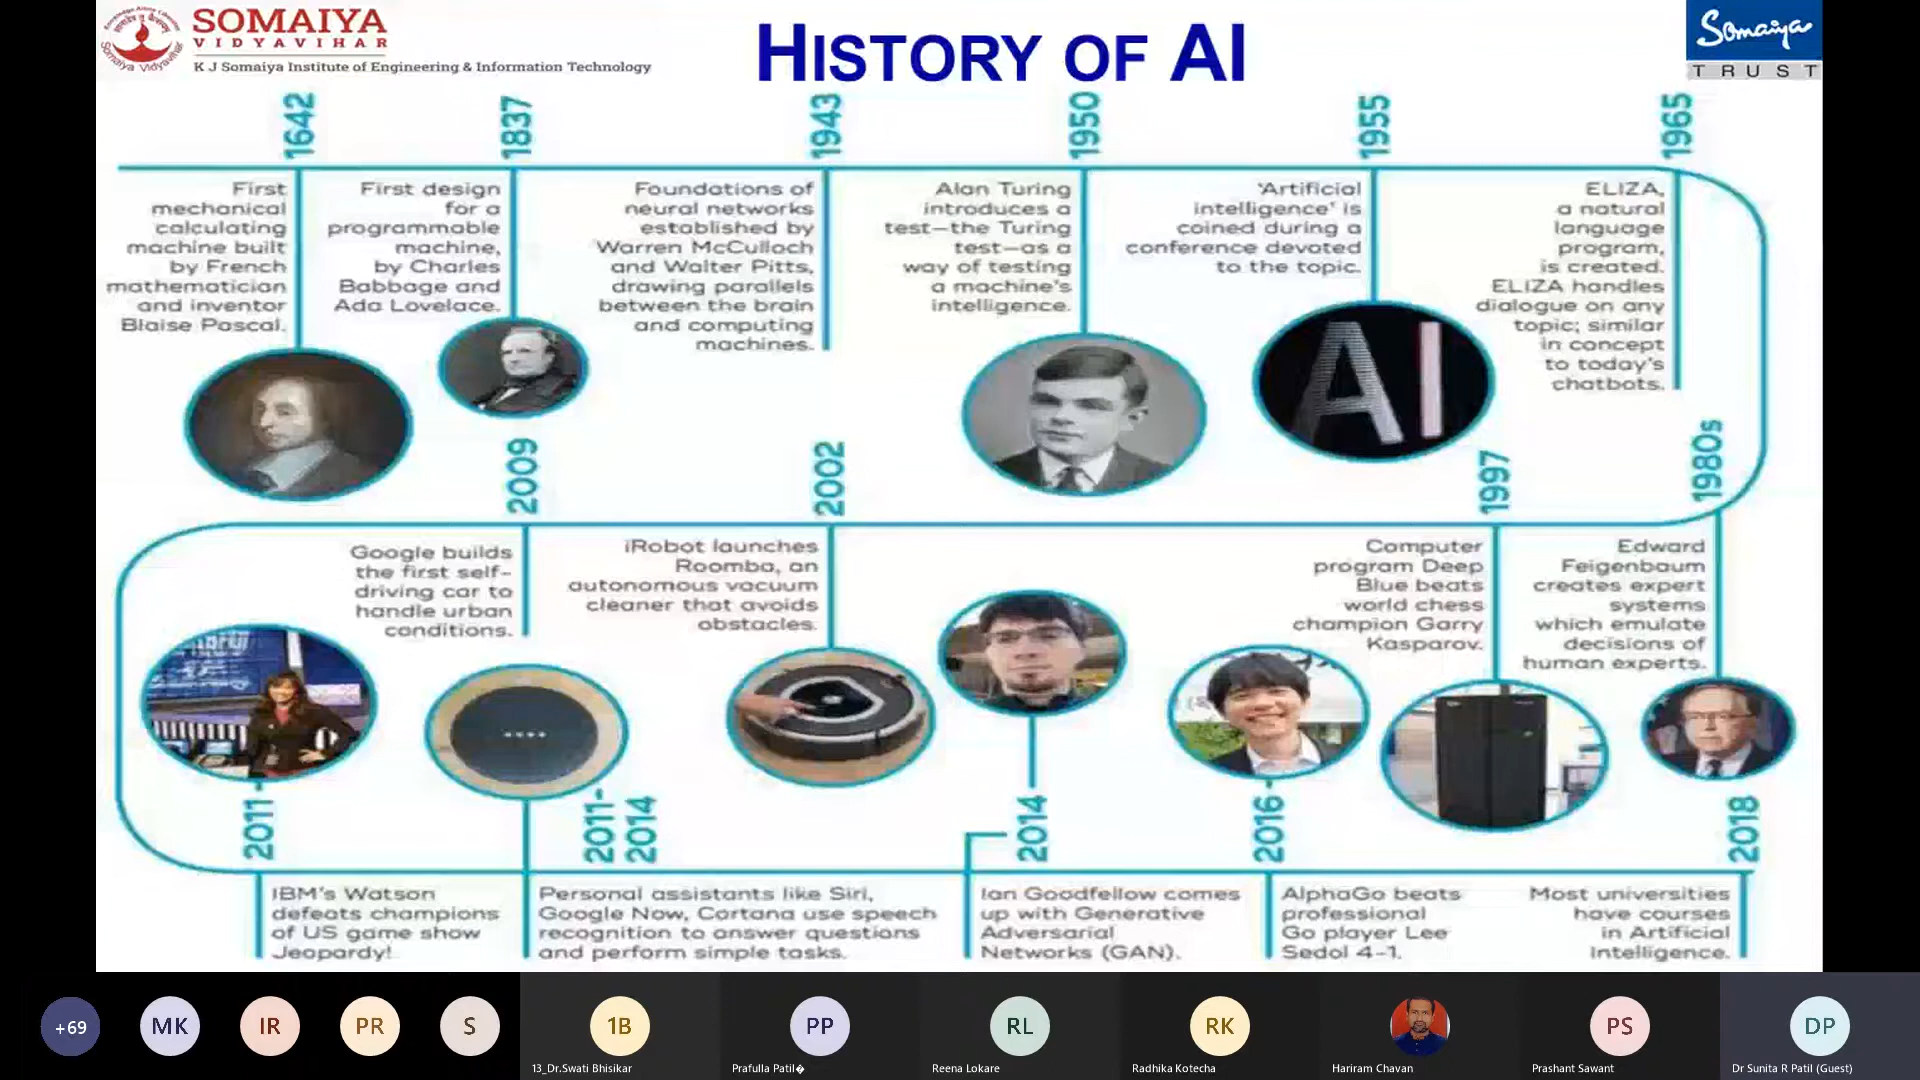 SOMAIYA
VIDYAVIHAR
K J Somaiya Institute of Engineering & Information Technology
HISTORY OF AI
Somaiya
TRUST
1642
First
mechanical
calculating
machine built
by French
mathematician
and inventor
Blaise Pascal.
1837
First design
for a
programmable
machine,
by Charles
Babbage and
Ada Lovelace.
1943
Foundations of
neural networks
established by
Warren McCulloch
and Walter Pitts,
drawing parallels
between the brain
and computing
machines.
1950
Alan Turing
introduces a
test—the Turing
test—as a
way of testing
a machine's
intelligence.
1955
'Artificial
intelligence' is
coined during a
conference devoted
to the topic.
AI
1965
ELIZA,
a natural
language
program,
is created.
ELIZA handles
dialogue on any
topic; similar
in concept
to today's
chatbots.
1980s
Edward
Feigenbaum
creates expert
systems
which emulate
decisions of
human experts.
1997
Computer
program Deep
Blue beats
world chess
champion Garry
Kasparov.
2002
iRobot launches
Roomba, an
autonomous vacuum
cleaner that avoids
obstacles.
2009
Google builds
the first self-
driving car to
handle urban
conditions.
2011-
IBM's Watson
defeats champions
of US game show
Jeopardy!
2011-
2014
Personal assistants like Siri,
Google Now, Cortana use speech
recognition to answer questions
and perform simple tasks.
2014
Ian Goodfellow comes
up with Generative
Adversarial
Networks (GAN).
2016-
AlphaGo beats
professional
Go player Lee
Sedol 4-1.
2018
Most universities
have courses
in Artificial
Intelligence.
+69
MK
IR
PR
S
1B
13_Dr.Swati Bhisikar
PP
Prafulla Patil�
RL
Reena Lokare
RK
Radhika Kotecha
Hariram Chavan
PS
Prashant Sawant
DP
Dr Sunita R Patil (Guest)